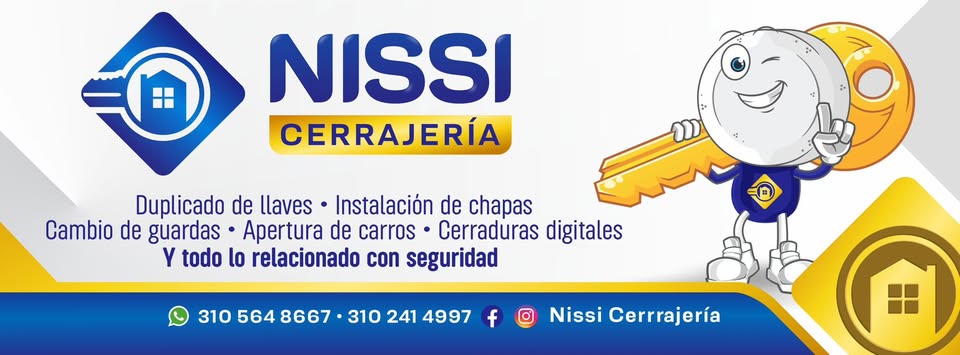 NISSI
CERRAJERÍA
Duplicado de llaves • Instalación de chapas
Cambio de guardas • Apertura de carros • Cerraduras digitales
Y todo lo relacionado con seguridad
310 564 8667 • 310 241 4997 Nissi Cerrrajería